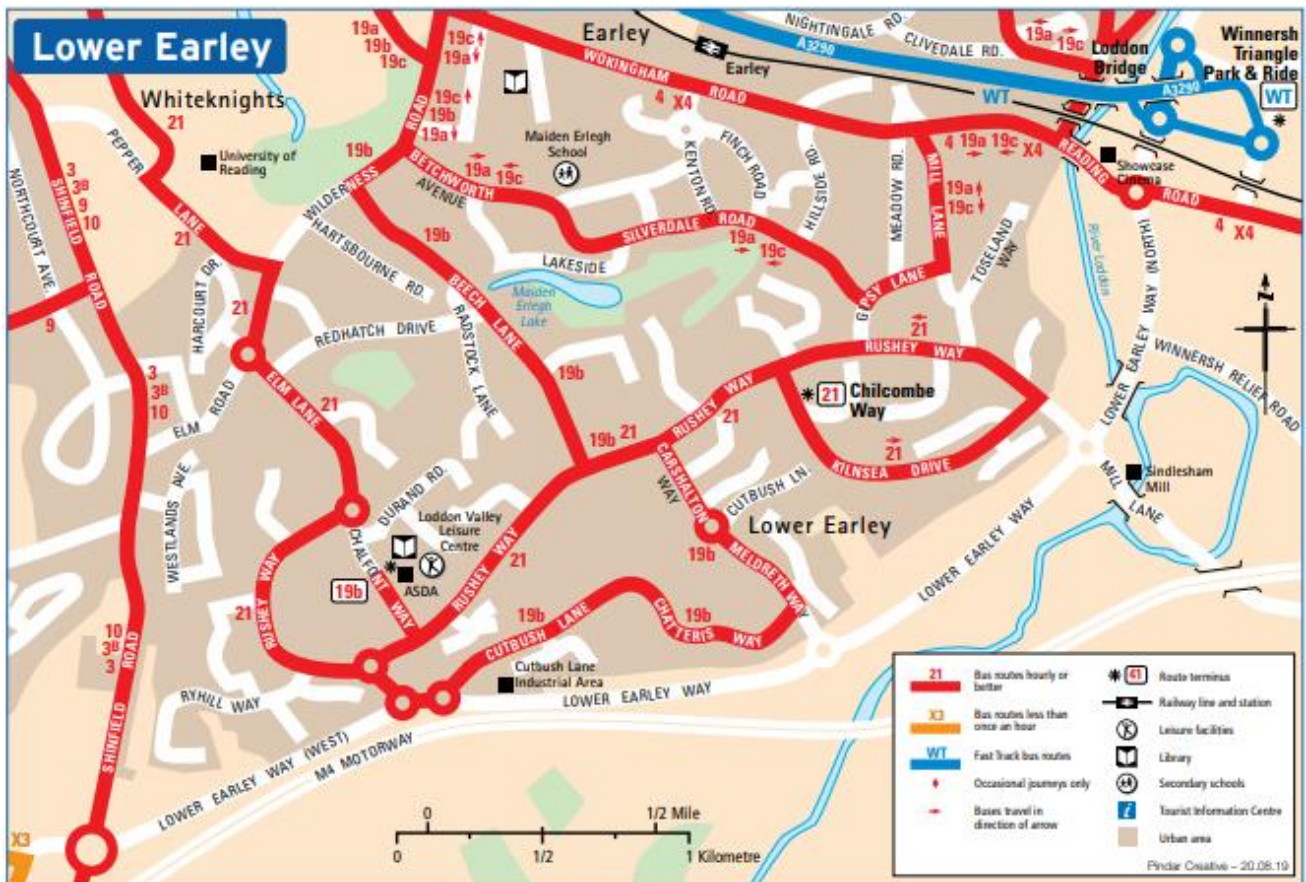 Lower Earley
19a
19b
19c
19c
19a
Earley
NIGHTINGALE RD.
CLIVEDALE RD.
19a
19c
Loddon
Bridge
Winnersh
Triangle
Park & Ride
WT
A3290
Earley
WT
A3290
WOKINGHAM ROAD
4 X4
Whiteknights
21
PEPPER LANE
University of
Reading
19c
19b
19a
ROAD
Maiden Erlegh
School
19b
WILDERNESS
BETCHWORTH
AVENUE
19a
19c
KENTON RD.
FINCH ROAD
HILLSIDE RD.
MEADOW RD.
MILL LANE
4 19a 19c X4
19a
19c
READING ROAD
Showcase
Cinema
4 X4
NORTHCOURT AVE.
3
3B
9
10
SHINFIELD ROAD
21
HARTSBOURNE RD.
19b
LAKESIDE
SILVERDALE ROAD
19a
19c
TOSELAND
WAY
River Loddon
LOWER EARLEY WAY (NORTH)
Maiden
Erlegh
Lake
BEECH LANE
GIPSY LANE
9
HARCOURT DR.
21
REDHATCH DRIVE
RADSTOCK LANE
21
RUSHEY WAY
WINNERSH RELIEF ROAD
3
3B
10
ELM ROAD
ELM LANE
21
19b
21
Chilcombe
Way
RUSHEY WAY
21
19b 21
21
KILNSEA DRIVE
WESTLANDS AVE.
DURAND RD.
CARSHALTON
WAY
CUTBUSH LN.
MILL LANE
Sindlesham
Mill
Loddon Valley
Leisure
Centre
Lower Earley
CHALFONT WAY
ASDA
19b
RUSHEY WAY
21
19b
MELDRETH WAY
LOWER EARLEY WAY
RUSHEY WAY
21
19b
CUTBUSH LANE
19b
CHATTERIS WAY
10
3B
3
SHINFIELD ROAD
Cutbush Lane
Industrial Area
RYHILL WAY
LOWER EARLEY WAY
LOWER EARLEY WAY (WEST)
M4 MOTORWAY
X3
0 1/2 Mile
0 1/2 1 Kilometre
21
Bus routes hourly or
better
X3
Bus routes less than
once an hour
WT
Fast Track bus routes
Occasional journeys only
Buses travel in
direction of arrow
41
Route terminus
Railway line and station
Leisure facilities
Library
Secondary schools
i
Tourist Information Centre
Urban area
Pindar Creative – 20.08.19